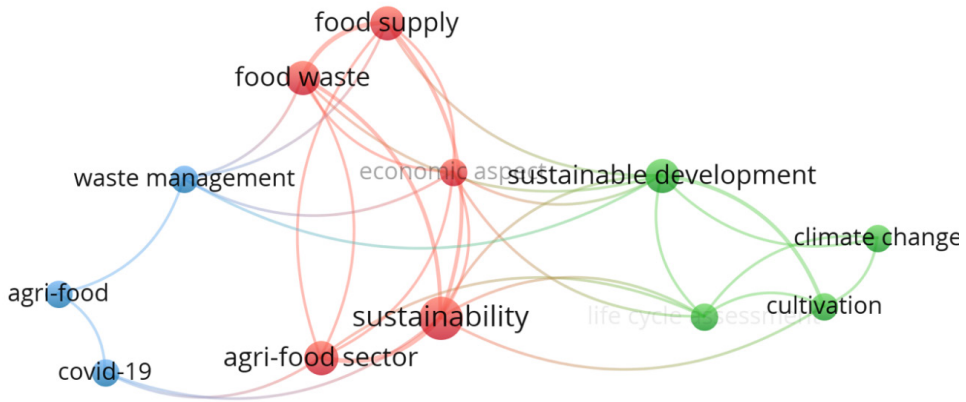 food supply
food waste
economic aspect
waste management
sustainable development
climate change
agri-food
cultivation
life cycle assessment
sustainability
agri-food sector
covid-19